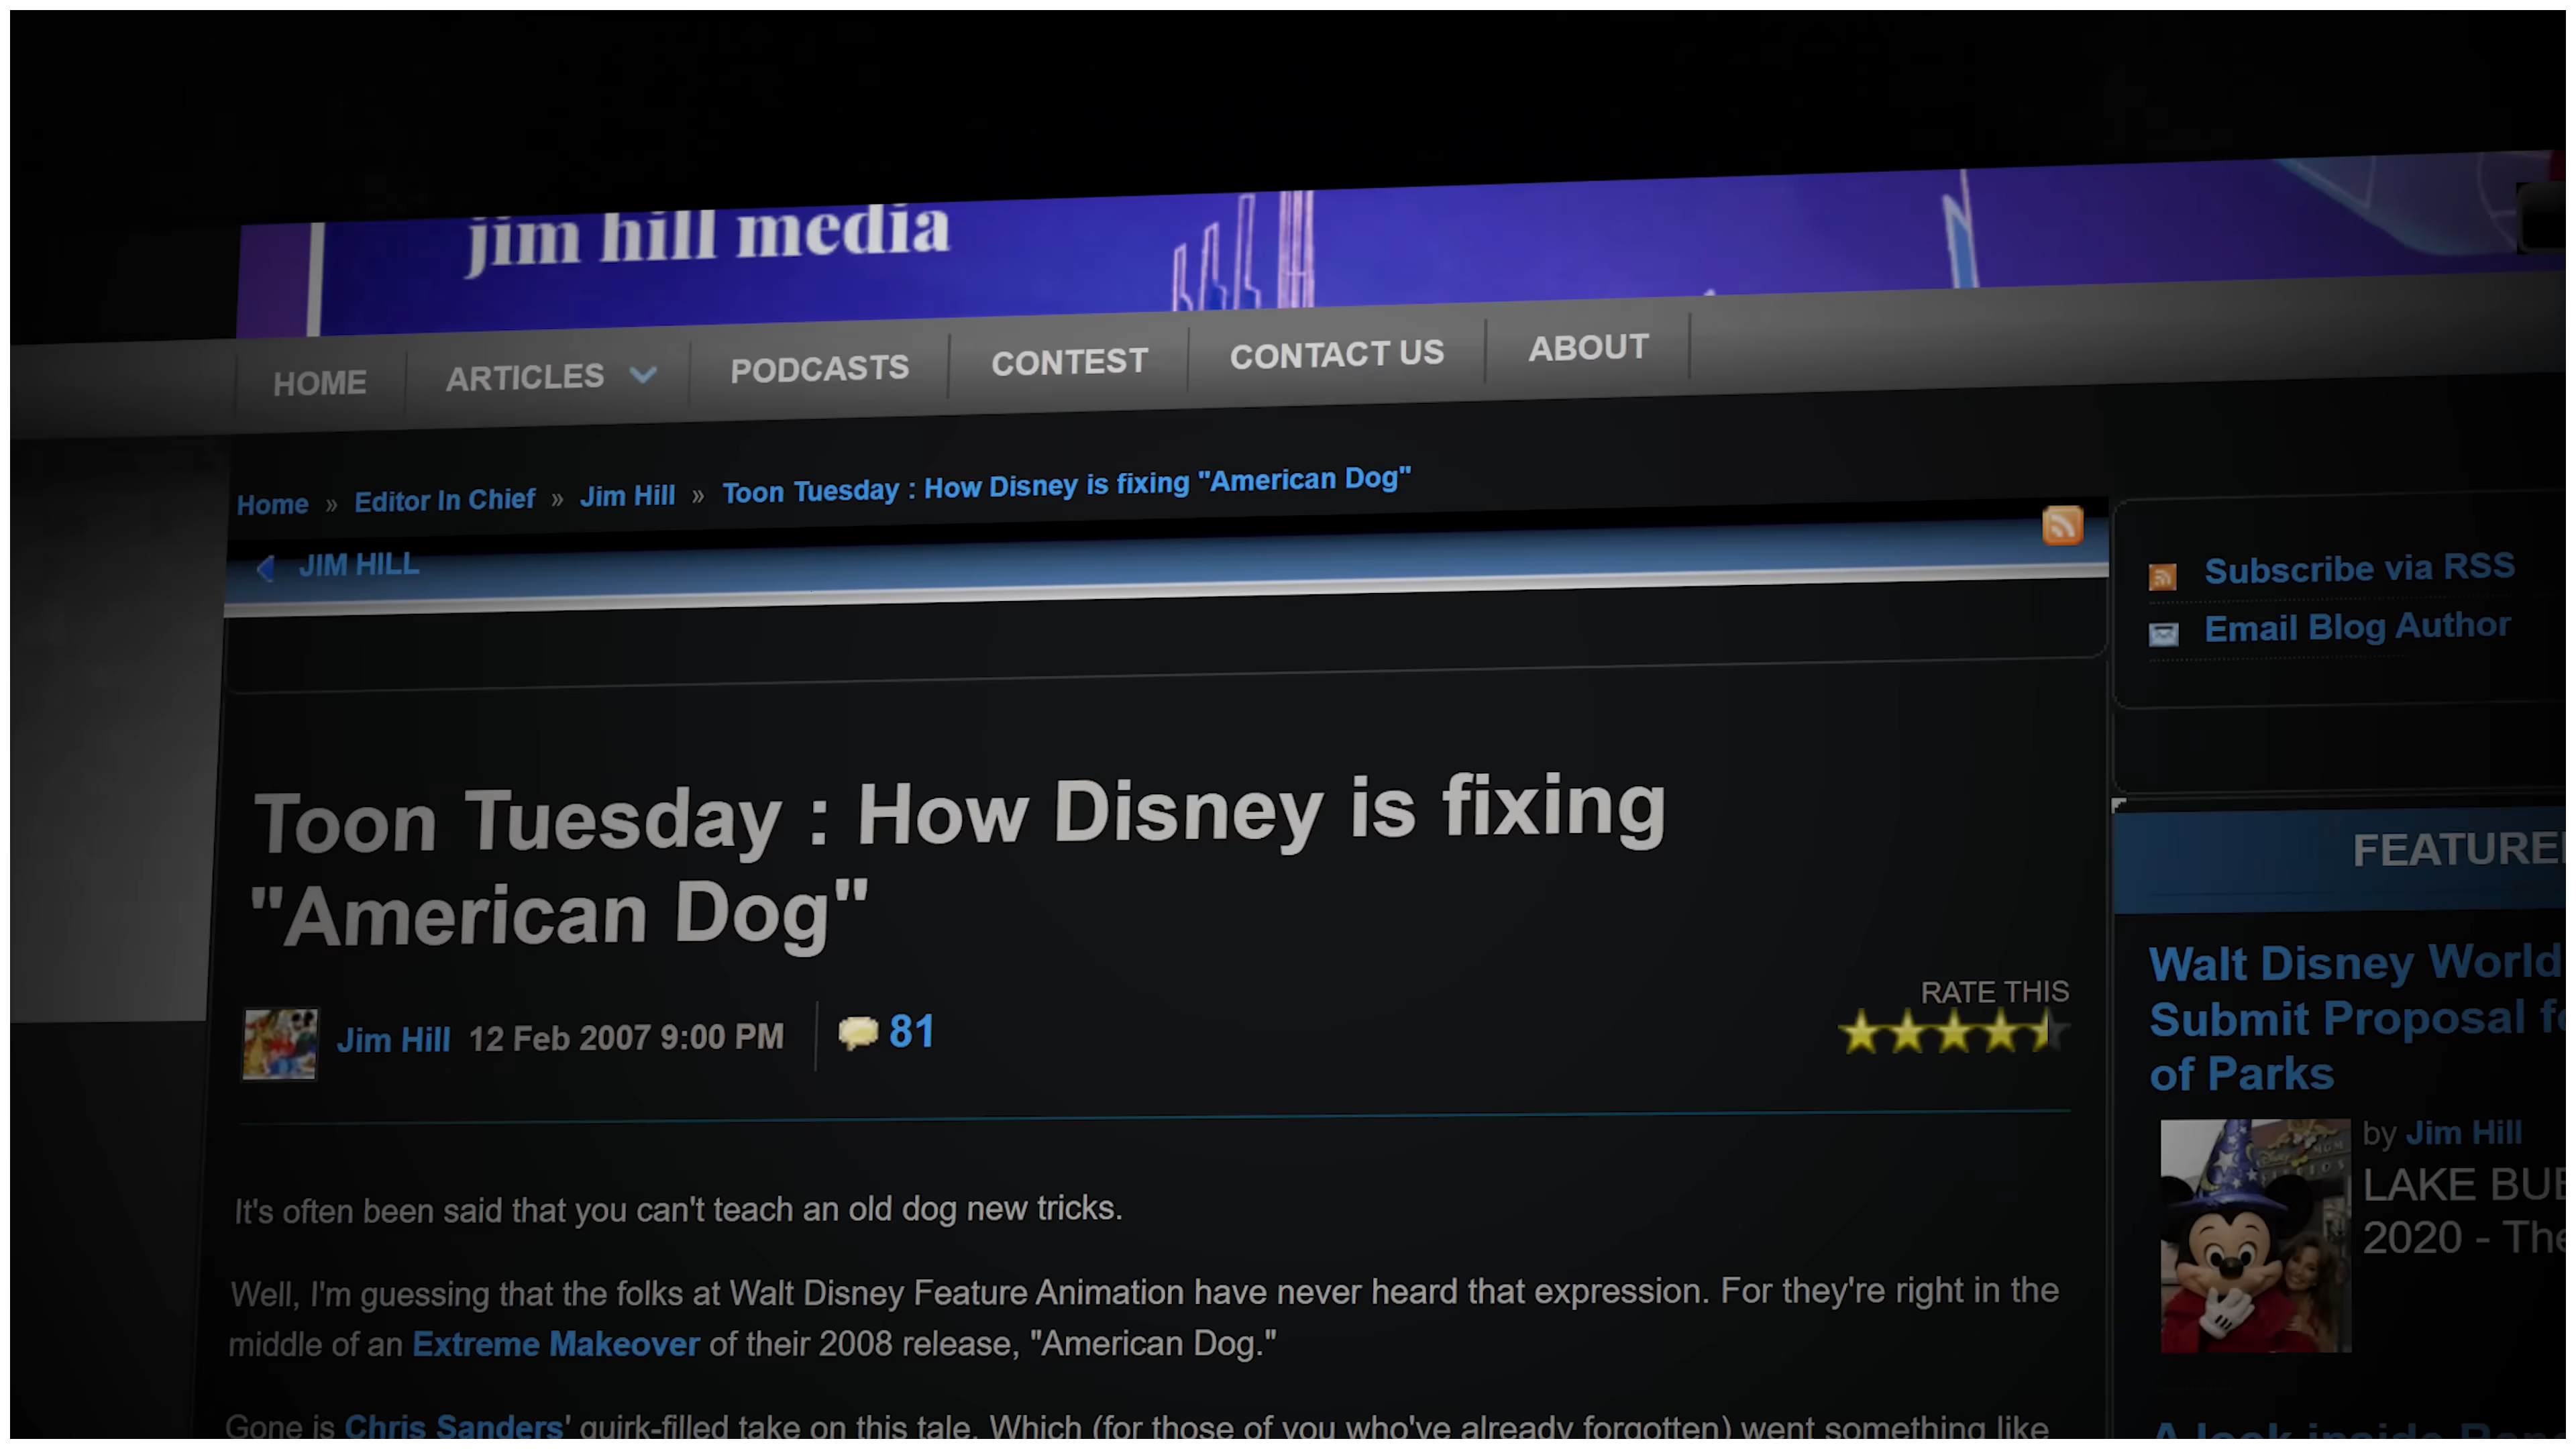 jim hill media
HOME
ARTICLES
PODCASTS
CONTEST
CONTACT US
ABOUT
Home » Editor In Chief » Jim Hill » Toon Tuesday : How Disney is fixing "American Dog"
JIM HILL
Subscribe via RSS
Email Blog Author
Toon Tuesday : How Disney is fixing
"American Dog"
Jim Hill 12 Feb 2007 9:00 PM
81
RATE THIS
It's often been said that you can't teach an old dog new tricks.
Well, I'm guessing that the folks at Walt Disney Feature Animation have never heard that expression. For they're right in the
middle of an Extreme Makeover of their 2008 release, "American Dog."
Gone is Chris Sanders' quirk-filled take on this tale. Which (for those of you who've already forgotten) went something like
FEATURE
Walt Disney World
Submit Proposal
of Parks
by Jim Hill
LAKE
2020 - The
A look inside